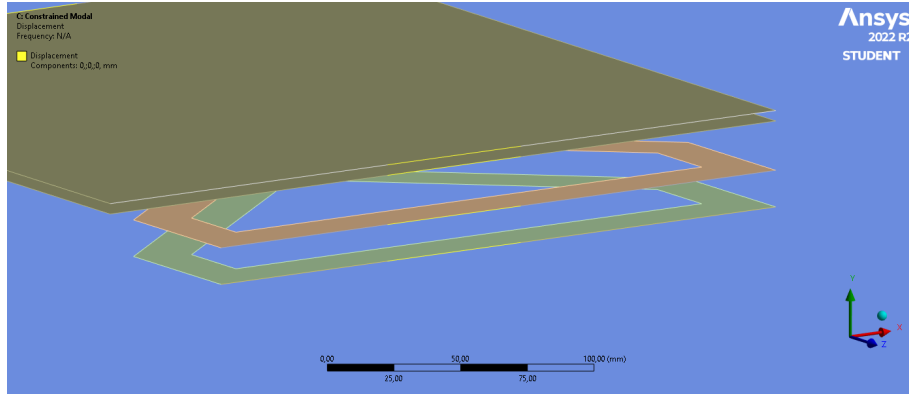 C: Constrained Modal
Displacement
Frequency: N/A
Displacement
Components: 0,;0,;0, mm
Ansys
2022 R2
STUDENT
0,00
50,00
100,00 (mm)
25,00
75,00
Y
X
Z